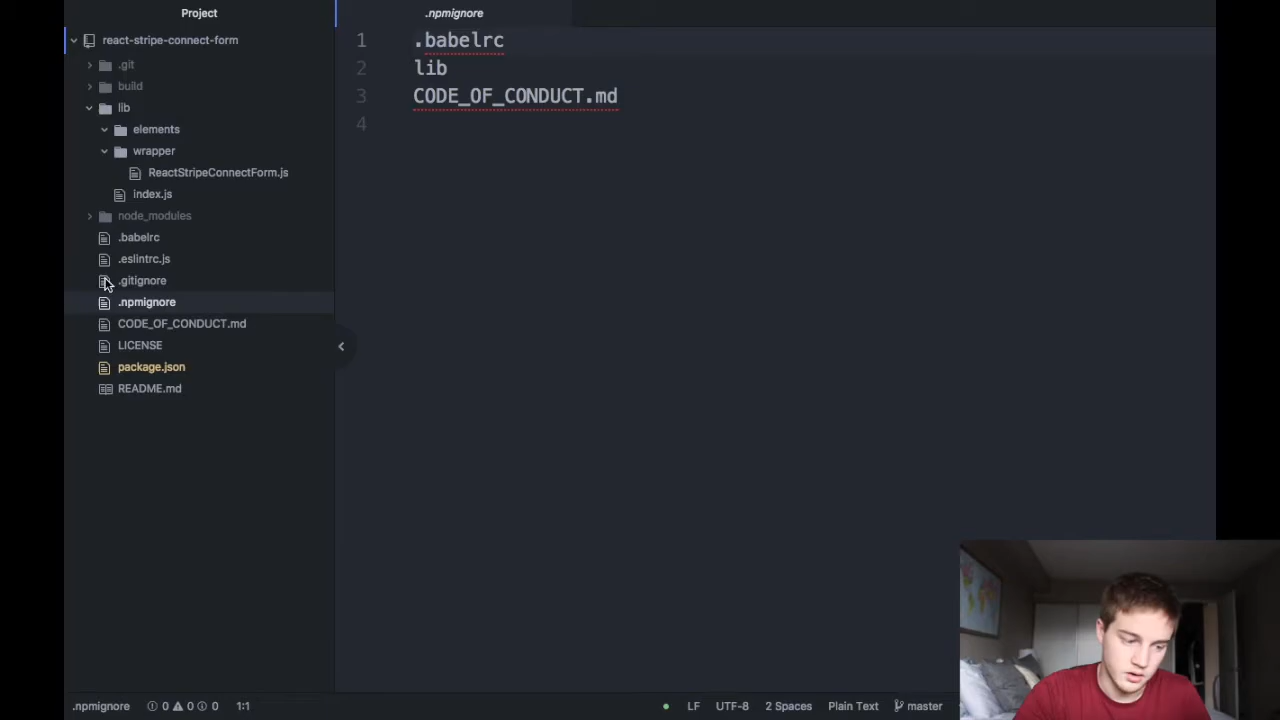 Project
react-stripe-connect-form
.git
build
lib
elements
wrapper
ReactStripeConnectForm.js
index.js
node_modules
.babelrc
.eslintrc.js
.gitignore
.npmignore
CODE_OF_CONDUCT.md
LICENSE
package.json
README.md
.npmignore
1 .babelrc
2 lib
3 CODE_OF_CONDUCT.md
4
.npmignore 0 0 0 1:1 LF UTF-8 2 Spaces Plain Text master